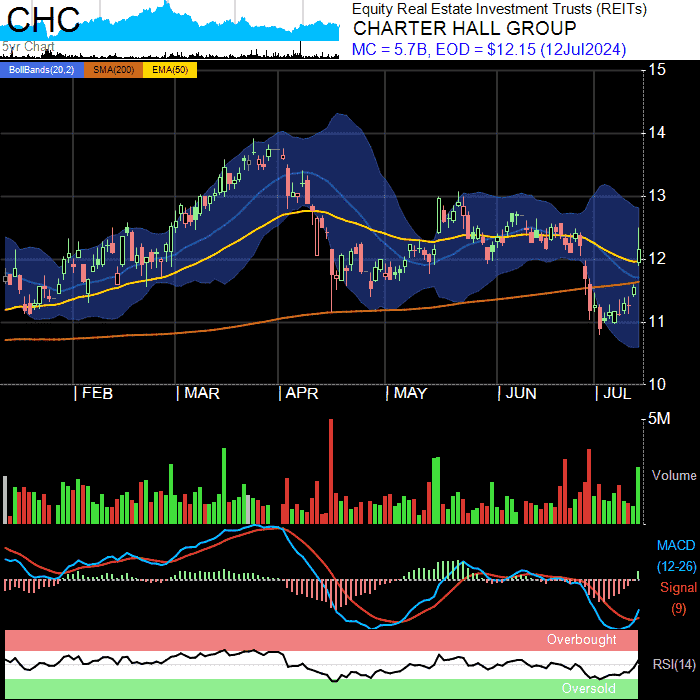 CHC
5yr Chart
Equity Real Estate Investment Trusts (REITs)
CHARTER HALL GROUP
MC = 5.7B, EOD = $12.15 (12Jul2024)
BollBands(20,2) SMA(200) EMA(50)
15
14
13
12
11
10
| FEB | MAR | APR | MAY | JUN | JUL
5M
Volume
MACD
(12-26)
Signal
(9)
Overbought
RSI(14)
Oversold